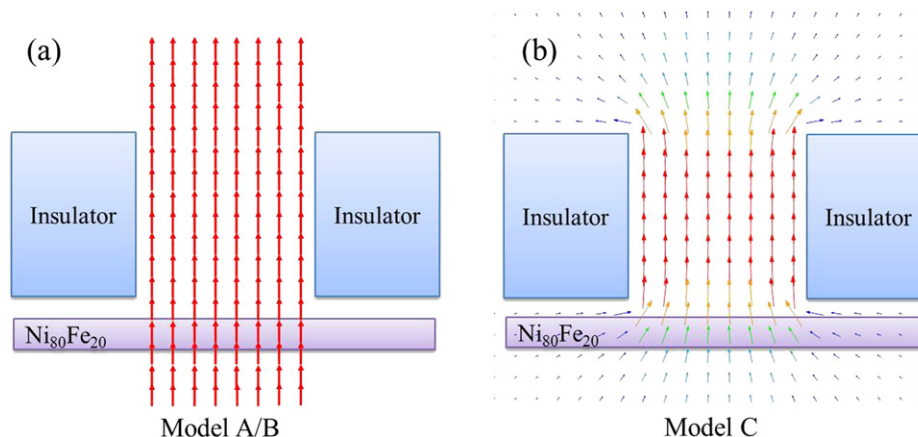 (a)
Insulator
Insulator
Ni₈₀Fe₂₀
Model A/B
(b)
Insulator
Insulator
Ni₈₀Fe₂₀
Model C